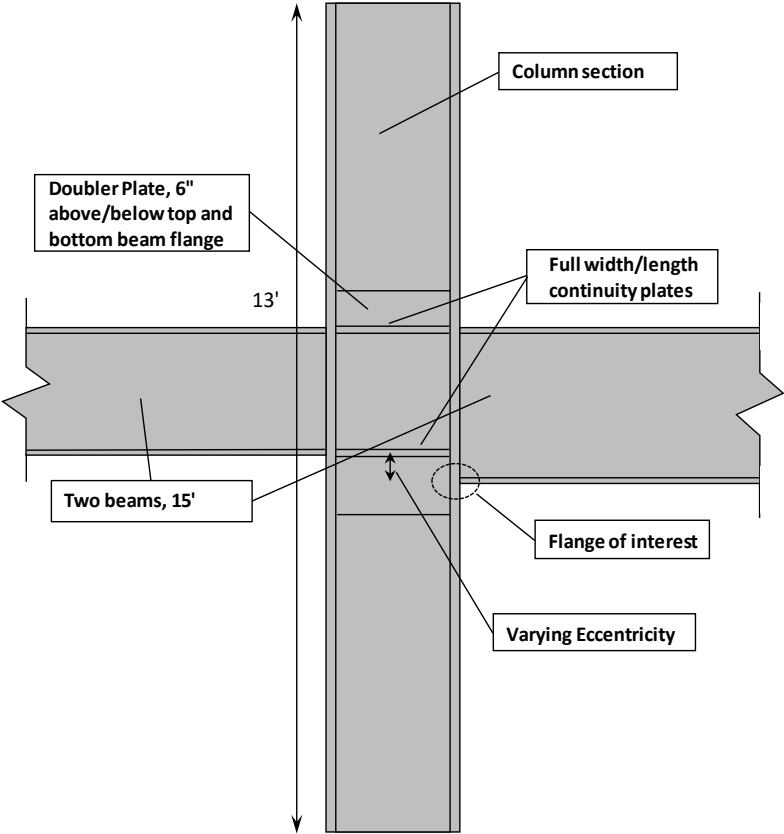 Column section
Doubler Plate, 6"
above/below top and
bottom beam flange
Full width/length
continuity plates
13'
Two beams, 15'
Flange of interest
Varying Eccentricity